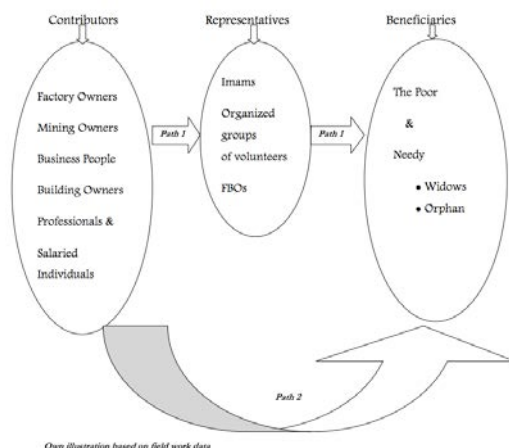 Contributors
Representatives
Beneficiaries
Factory Owners
Mining Owners
Business People
Building Owners
Professionals &
Salaried
Individuals
Path 1
Imams
Organized
groups
of volunteers
FBOs
Path 1
The Poor
&
Needy
• Widows
• Orphan
Path 2
Own illustration based on field work data